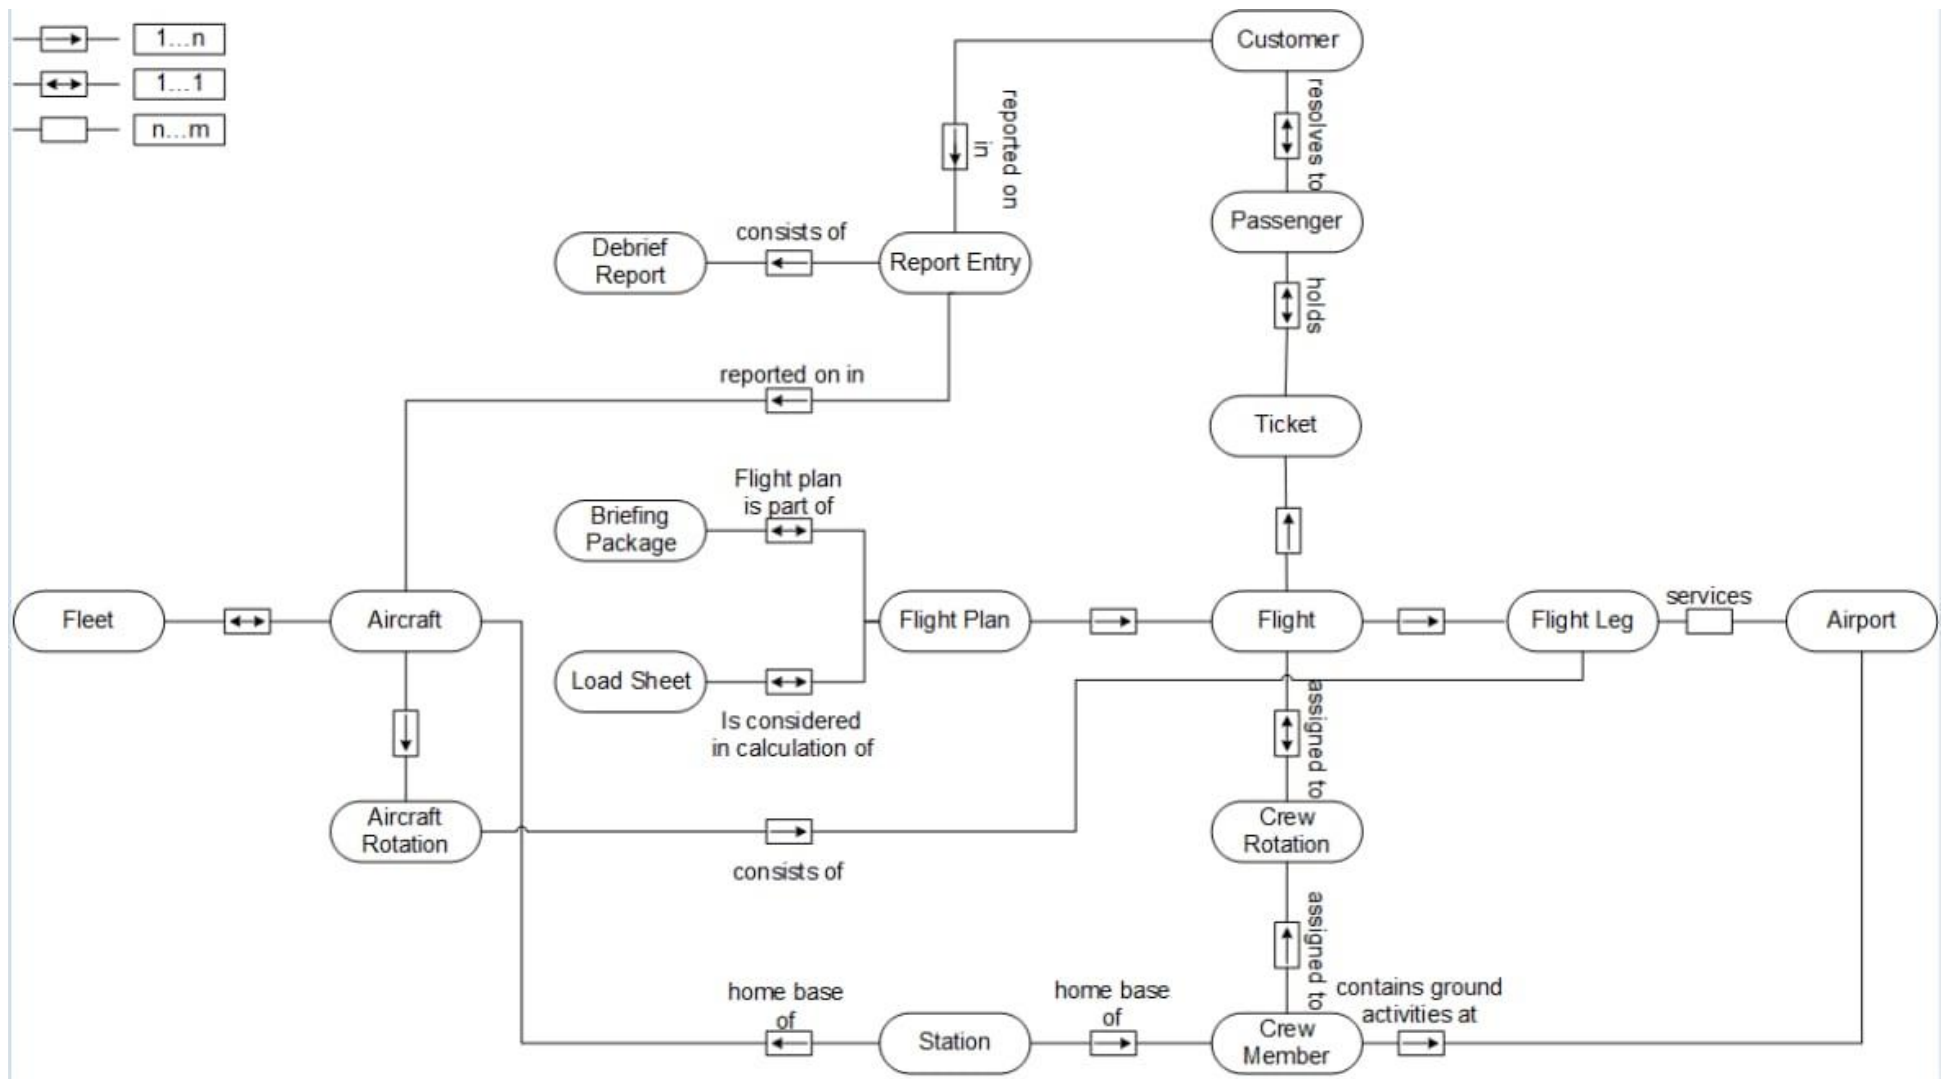 1...n
1...1
n...m
Customer
resolves to
reported on
in
Passenger
consists of
Debrief
Report
Report Entry
holds
reported on in
Ticket
Flight plan
is part of
Briefing
Package
Fleet
Aircraft
Flight Plan
Flight
Flight Leg
services
Airport
Load Sheet
Is considered
in calculation of
assigned to
Aircraft
Rotation
consists of
Crew
Rotation
assigned to
home base
of
Station
home base
of
Crew
Member
contains ground
activities at